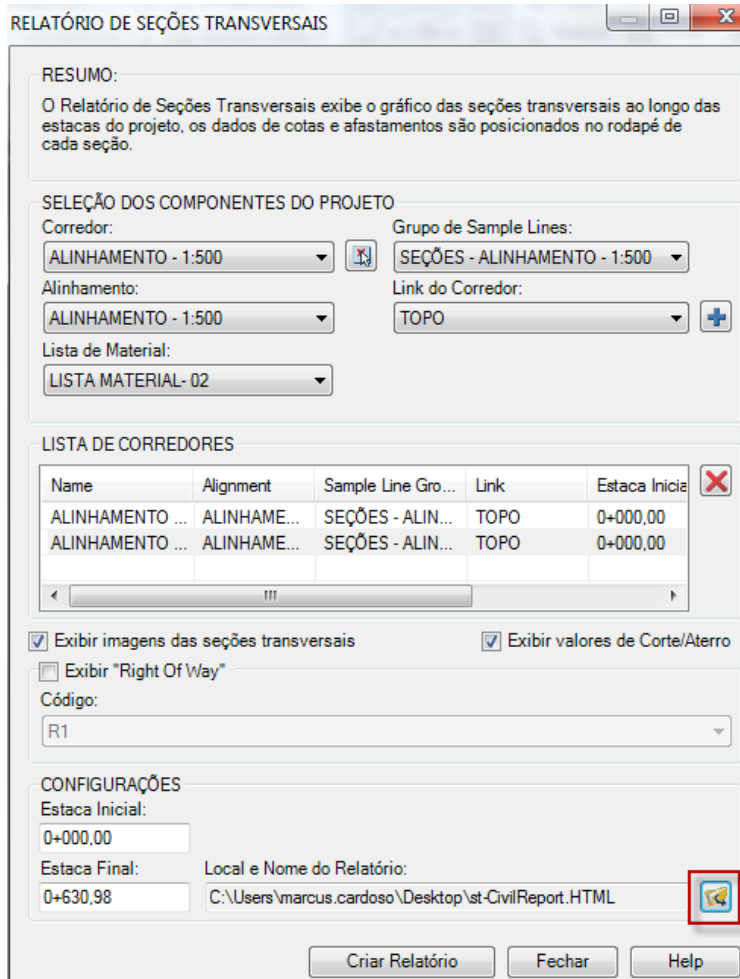 RELATÓRIO DE SEÇÕES TRANSVERSAIS
RESUMO:
O Relatório de Seções Transversais exibe o gráfico das seções transversais ao longo das
estacas do projeto, os dados de cotas e afastamentos são posicionados no rodapé de
cada seção.
SELEÇÃO DOS COMPONENTES DO PROJETO
Corredor:
ALINHAMENTO - 1:500
Grupo de Sample Lines:
SEÇÕES - ALINHAMENTO - 1:500
Alinhamento:
ALINHAMENTO - 1:500
Link do Corredor:
TOPO
Lista de Material:
LISTA MATERIAL- 02
LISTA DE CORREDORES
Name Alignment Sample Line Gro... Link Estaca Inicia
ALINHAMENTO ... ALINHAME... SEÇÕES - ALIN... TOPO 0+000,00
ALINHAMENTO ... ALINHAME... SEÇÕES - ALIN... TOPO 0+000,00
Exibir imagens das seções transversais
Exibir valores de Corte/Aterro
Exibir "Right Of Way"
Código:
R1
CONFIGURAÇÕES
Estaca Inicial:
0+000,00
Estaca Final:
0+630,98
Local e Nome do Relatório:
C:\Users\marcus.cardoso\Desktop\st-CivilReport.HTML
Criar Relatório
Fechar
Help